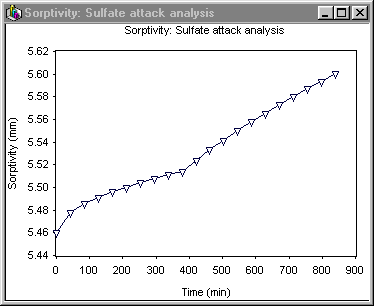 Sorptivity: Sulfate attack analysis
Sorptivity: Sulfate attack analysis
5.62
5.60
5.58
5.56
5.54
5.52
5.50
5.48
5.46
5.44
Sorptivity (mm)
0 100 200 300 400 500 600 700 800 900
Time (min)